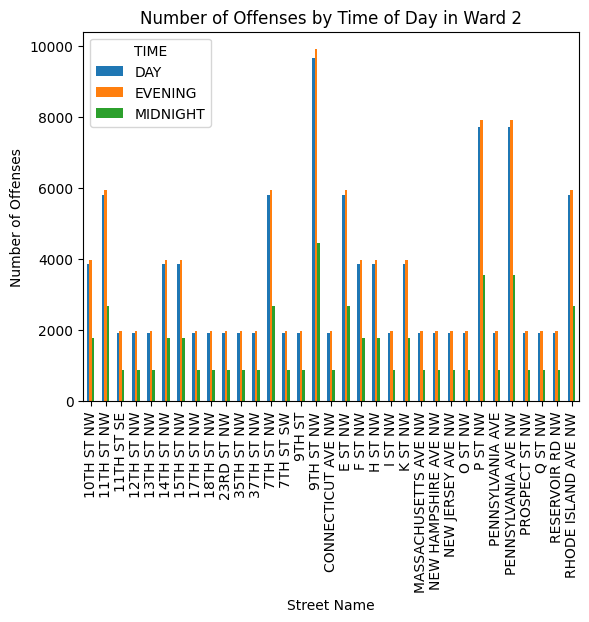 Number of Offenses by Time of Day in Ward 2
TIME
DAY
EVENING
MIDNIGHT
Number of Offenses
10000
8000
6000
4000
2000
0
10TH ST NW
11TH ST NW
11TH ST SE
12TH ST NW
13TH ST NW
14TH ST NW
15TH ST NW
17TH ST NW
18TH ST NW
23RD ST NW
35TH ST NW
37TH ST NW
7TH ST NW
7TH ST SW
9TH ST
9TH ST NW
CONNECTICUT AVE NW
E ST NW
F ST NW
H ST NW
I ST NW
K ST NW
MASSACHUSETTS AVE NW
NEW HAMPSHIRE AVE NW
NEW JERSEY AVE NW
O ST NW
P ST NW
PENNSYLVANIA AVE
PENNSYLVANIA AVE NW
PROSPECT ST NW
Q ST NW
RESERVOIR RD NW
RHODE ISLAND AVE NW
Street Name